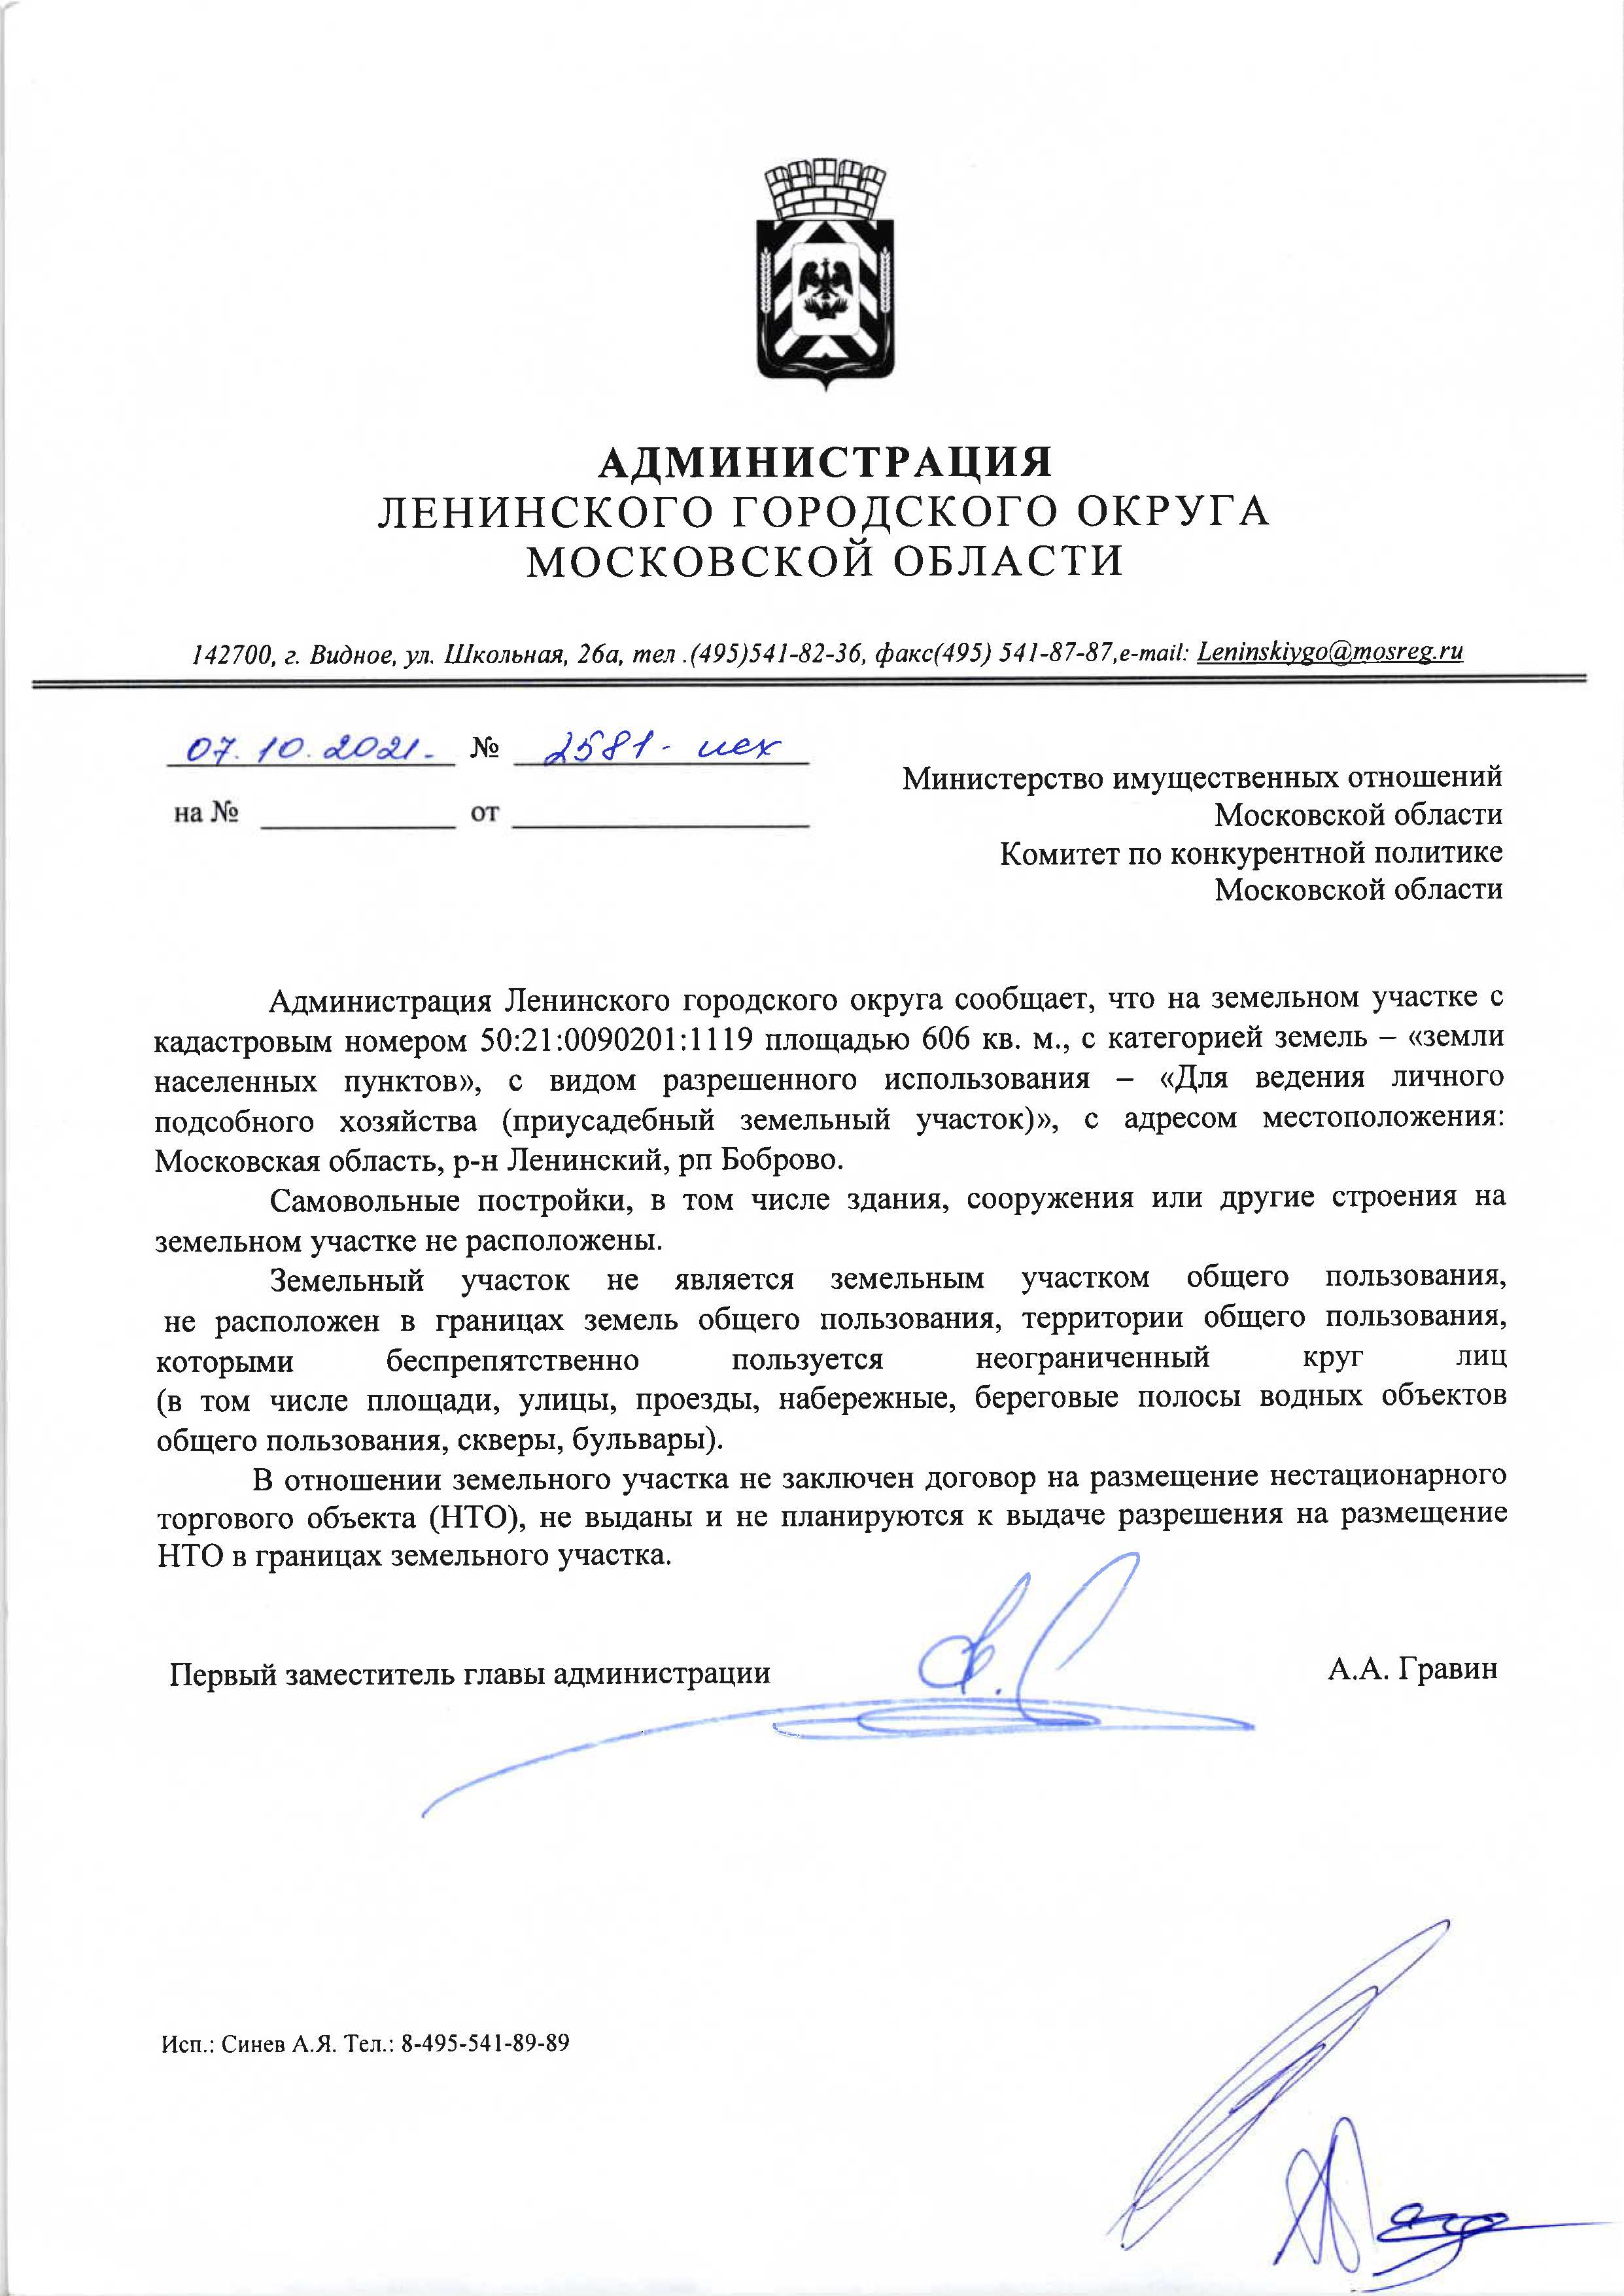 АДМИНИСТРАЦИЯ
ЛЕНИНСКОГО ГОРОДСКОГО ОКРУГА
МОСКОВСКОЙ ОБЛАСТИ
142700, г. Видное, ул. Школьная, 26а, тел .(495)541-82-36, факс(495) 541-87-87,e-mail: Leninskiygo@mosreg.ru
07.10.2021. № 2581-исх
на № ____ от ____
Министерство имущественных отношений
Московской области
Комитет по конкурентной политике
Московской области
Администрация Ленинского городского округа сообщает, что на земельном участке с
кадастровым номером 50:21:0090201:1119 площадью 606 кв. м., с категорией земель – «земли
населенных пунктов», с видом разрешенного использования – «Для ведения личного
подсобного хозяйства (приусадебный земельный участок)», с адресом местоположения:
Московская область, р-н Ленинский, рп Боброво.
Самовольные постройки, в том числе здания, сооружения или другие строения на
земельном участке не расположены.
Земельный участок не является земельным участком общего пользования,
не расположен в границах земель общего пользования, территории общего пользования,
которыми беспрепятственно пользуется неограниченный круг лиц
(в том числе площади, улицы, проезды, набережные, береговые полосы водных объектов
общего пользования, скверы, бульвары).
В отношении земельного участка не заключен договор на размещение нестационарного
торгового объекта (НТО), не выданы и не планируются к выдаче разрешения на размещение
НТО в границах земельного участка.
Первый заместитель главы администрации А.А. Гравин
Исп.: Синев А.Я. Тел.: 8-495-541-89-89